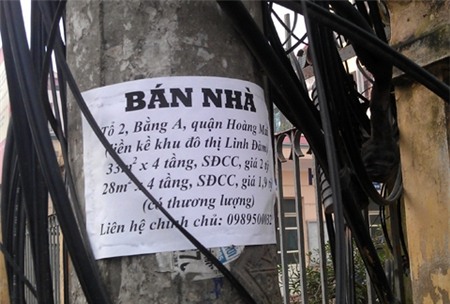 BÁN NHÀ
Tổ 2, Bằng A, quận Hoàng Mai
(liền kề khu đô thị Linh Đàm)
33m² x 4 tầng, SĐCC, giá 2 tỷ
28m² x 4 tầng, SĐCC, giá 1,9 tỷ
(có thương lượng)
Liên hệ chính chủ: